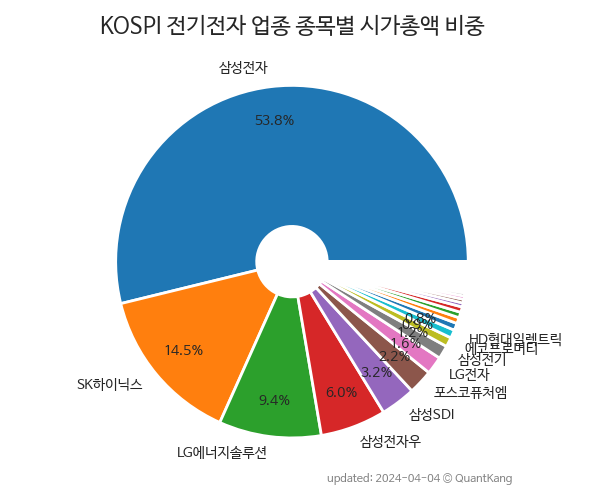 KOSPI 전기전자 업종 종목별 시가총액 비중
삼성전자
53.8%
SK하이닉스
14.5%
LG에너지솔루션
9.4%
삼성전자우
6.0%
삼성SDI
3.2%
포스코퓨처엠
2.2%
LG전자
1.6%
삼성전기
1.2%
에코프로머티
0.9%
HD현대일렉트릭
0.8%
updated: 2024-04-04 © QuantKang